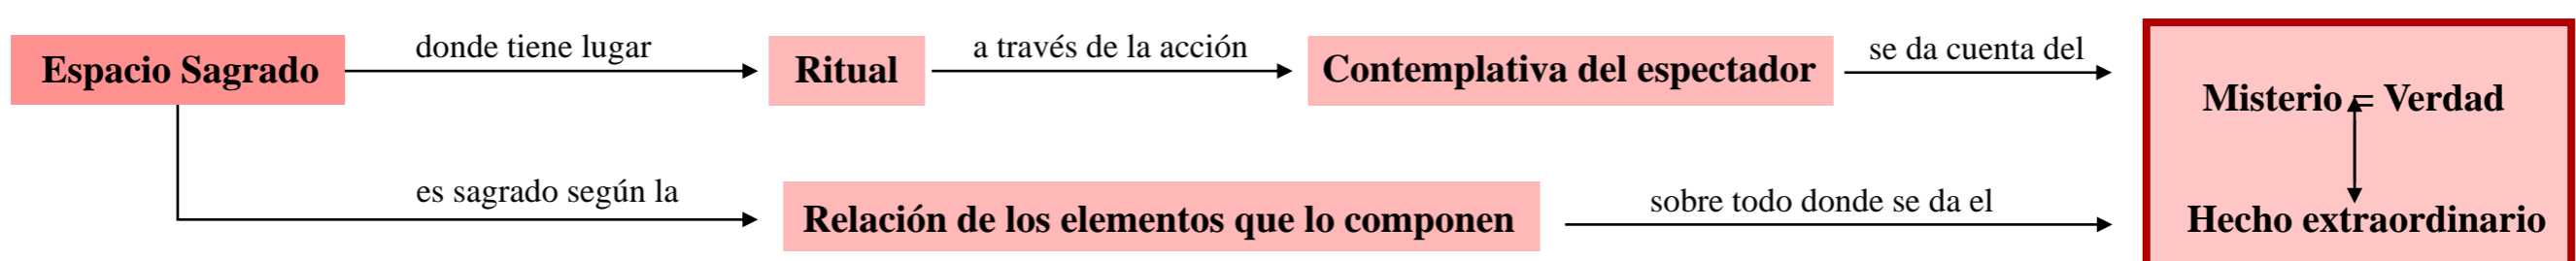 Espacio Sagrado
donde tiene lugar
Ritual
a través de la acción
Contemplativa del espectador
se da cuenta del
Misterio = Verdad
es sagrado según la
Relación de los elementos que lo componen
sobre todo donde se da el
Hecho extraordinario